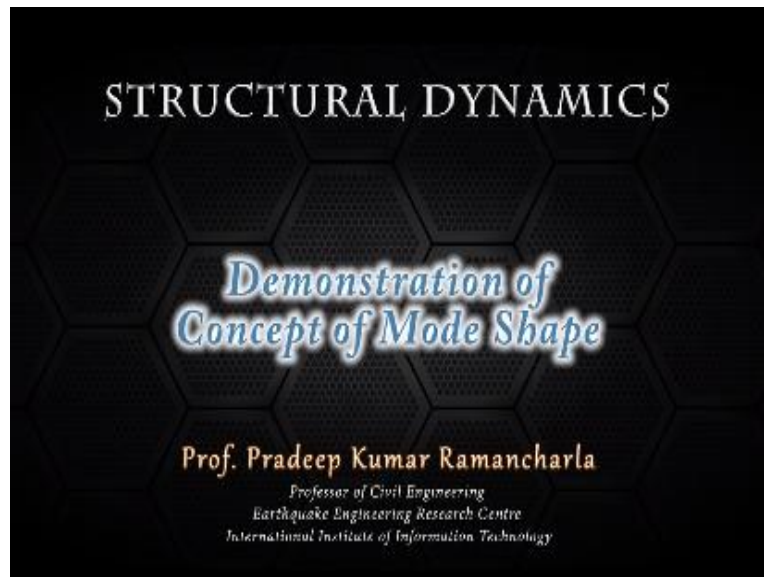 STRUCTURAL DYNAMICS
Demonstration of
Concept of Mode Shape
Prof. Pradeep Kumar Ramancharla
Professor of Civil Engineering
Earthquake Engineering Research Centre
International Institute of Information Technology